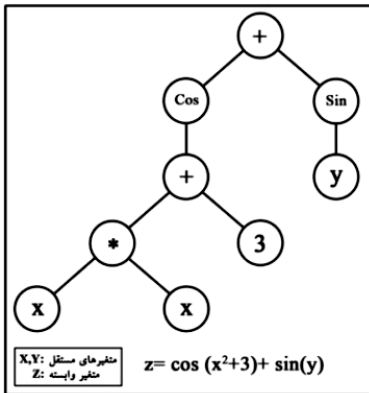 +
Cos Sin
+ y
* 3
x x
X,Y: متغیرهای مستقل
Z: متغیر وابسته
z= cos (x²+3)+ sin(y)